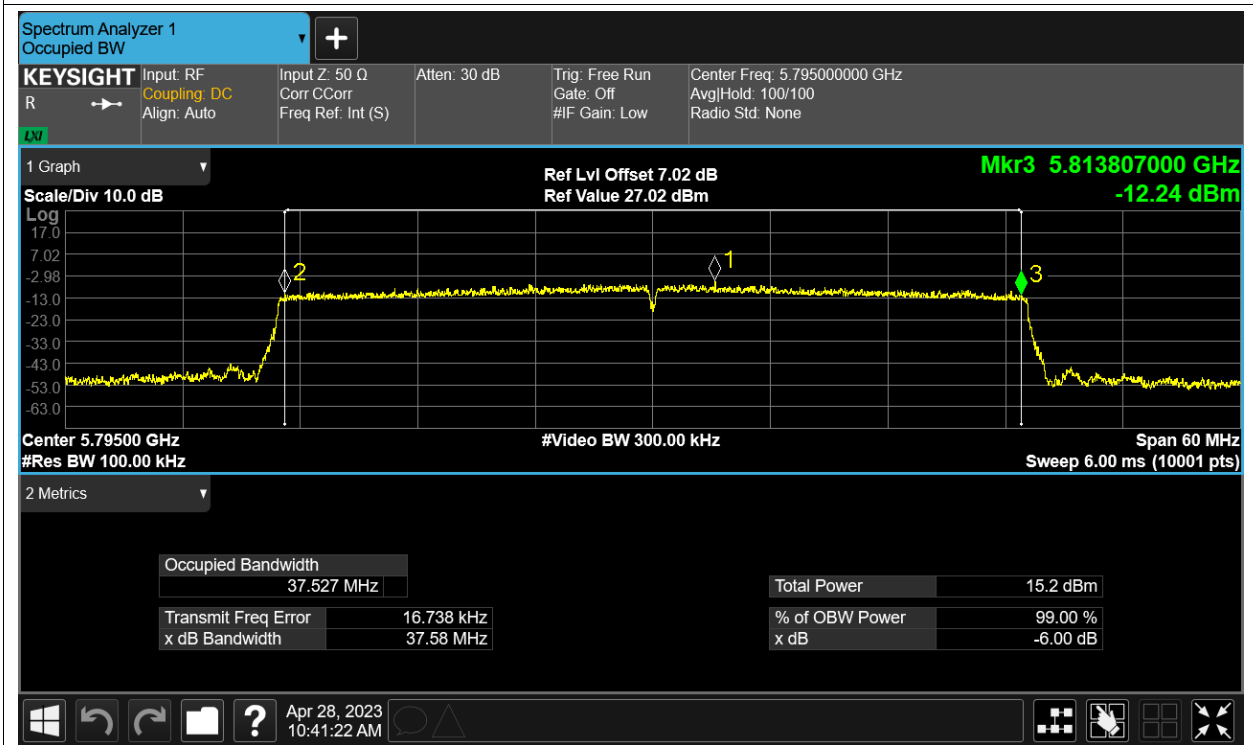 Spectrum Analyzer 1
Occupied BW
KEYSIGHT
R
LXI
Input: RF
Coupling: DC
Align: Auto
Input Z: 50 Ω
Corr CCorr
Freq Ref: Int (S)
Atten: 30 dB
Trig: Free Run
Gate: Off
#IF Gain: Low
Center Freq: 5.795000000 GHz
Avg|Hold: 100/100
Radio Std: None
1 Graph
Scale/Div 10.0 dB
Ref Lvl Offset 7.02 dB
Ref Value 27.02 dBm
Mkr3 5.813807000 GHz
-12.24 dBm
Log
17.0
7.02
-2.98
-13.0
-23.0
-33.0
-43.0
-53.0
-63.0
2
1
3
Center 5.79500 GHz
#Res BW 100.00 kHz
#Video BW 300.00 kHz
Span 60 MHz
Sweep 6.00 ms (10001 pts)
2 Metrics
Occupied Bandwidth
37.527 MHz
Transmit Freq Error 16.738 kHz
x dB Bandwidth 37.58 MHz
Total Power 15.2 dBm
% of OBW Power 99.00 %
x dB -6.00 dB
?
Apr 28, 2023
10:41:22 AM